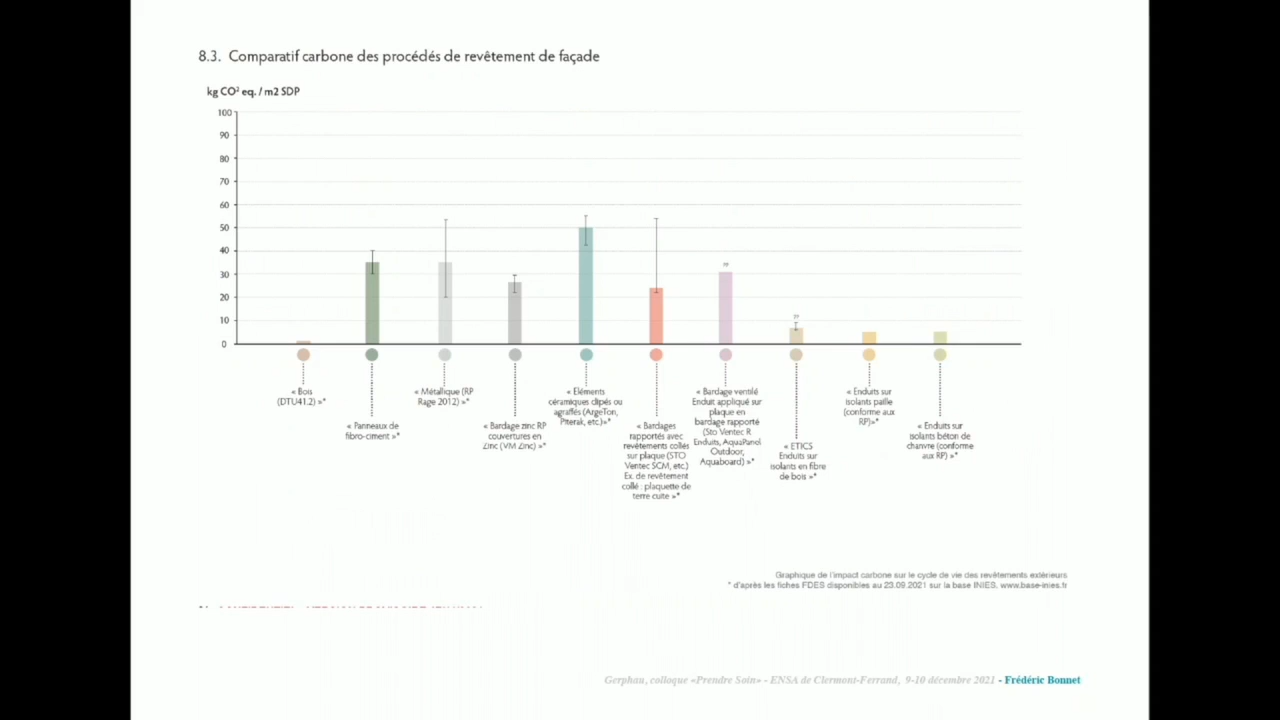 8.3. Comparatif carbone des procédés de revêtement de façade
kg CO² eq. / m2 SDP
100
90
80
70
60
50
40
30
20
10
0
??
??
« Bois
(DTU41.2) »*
« Panneaux de
fibro-ciment »*
« Métallique (RP
Rage 2012) »*
« Bardage zinc RP
couvertures en
zinc (VM Zinc) »*
« Eléments
céramiques clipés ou
agraffés (ArgeTon,
Piterak, etc.)»*
« Bardages
rapportés avec
revêtements collés
sur plaque (STO
Ventec SCM, etc.)
Ex. de revêtement
collé : plaquette de
terre cuite »*
« Bardage ventilé
Enduit appliqué sur
plaque en
bardage rapporté
(Sto Ventec R
Enduits, AquaPanel
Outdoor,
Aquaboard) »*
« ETICS
Enduits sur
isolants en fibre
de bois »*
« Enduits sur
isolants paille
(conforme aux
RP)»*
« Enduits sur
isolants béton de
chanvre (conforme
aux RP) »*
Graphique de l'impact carbone sur le cycle de vie des revêtements extérieurs
* d'après les fiches FDES disponibles au 23.09.2021 sur la base INIES. www.base-inies.fr
Gerphau, colloque «Prendre Soin» - ENSA de Clermont-Ferrand, 9-10 décembre 2021 - Frédéric Bonnet